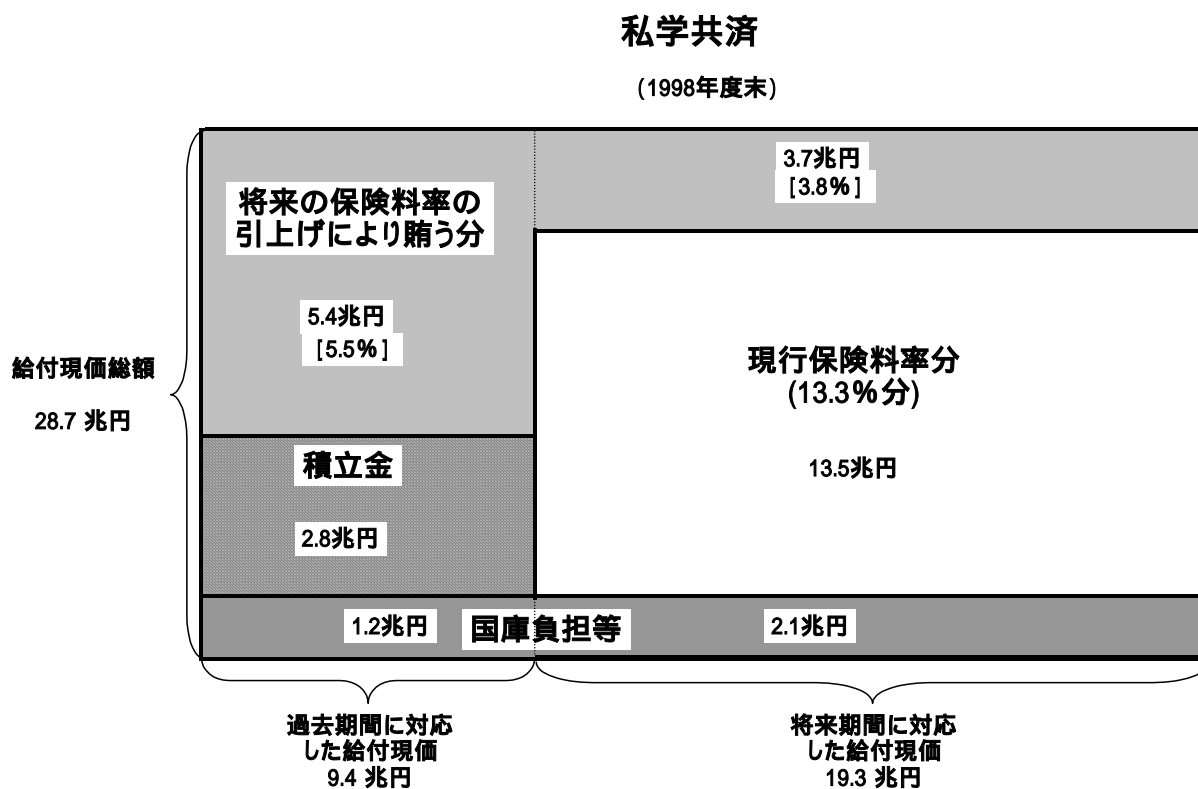 私学共済
(1998年度末)
3.7兆円
[3.8%]
将来の保険料率の
引上げにより賄う分
5.4兆円
[5.5%]
給付現価総額
28.7 兆円
現行保険料率分
(13.3%分)
13.5兆円
積立金
2.8兆円
1.2兆円
国庫負担等
2.1兆円
過去期間に対応
した給付現価
9.4 兆円
将来期間に対応
した給付現価
19.3 兆円